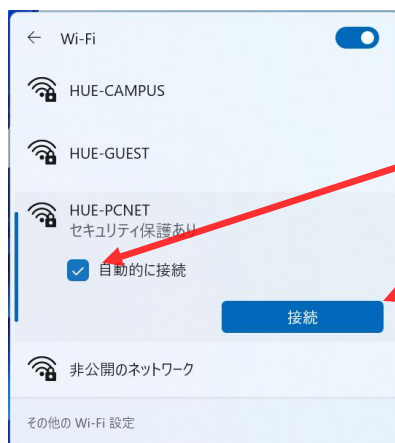 Wi-Fi
HUE-CAMPUS
HUE-GUEST
HUE-PCNET
セキュリティ保護あり
自動的に接続
接続
非公開のネットワーク
その他の Wi-Fi 設定